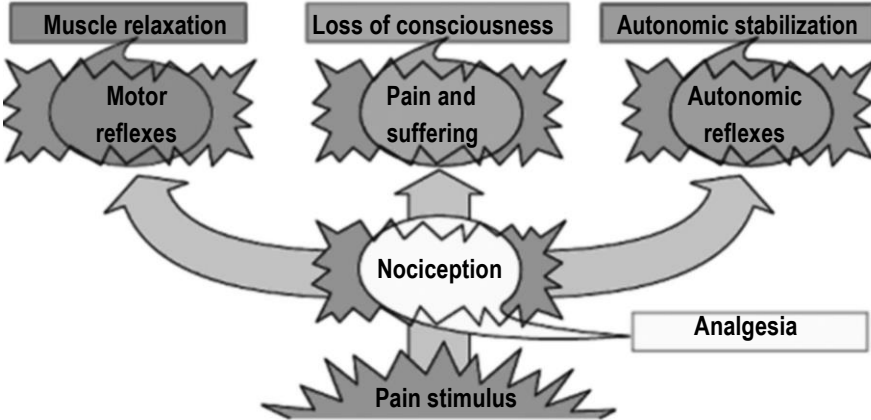 Muscle relaxation
Loss of consciousness
Autonomic stabilization
Motor
reflexes
Pain and
suffering
Autonomic
reflexes
Nociception
Analgesia
Pain stimulus